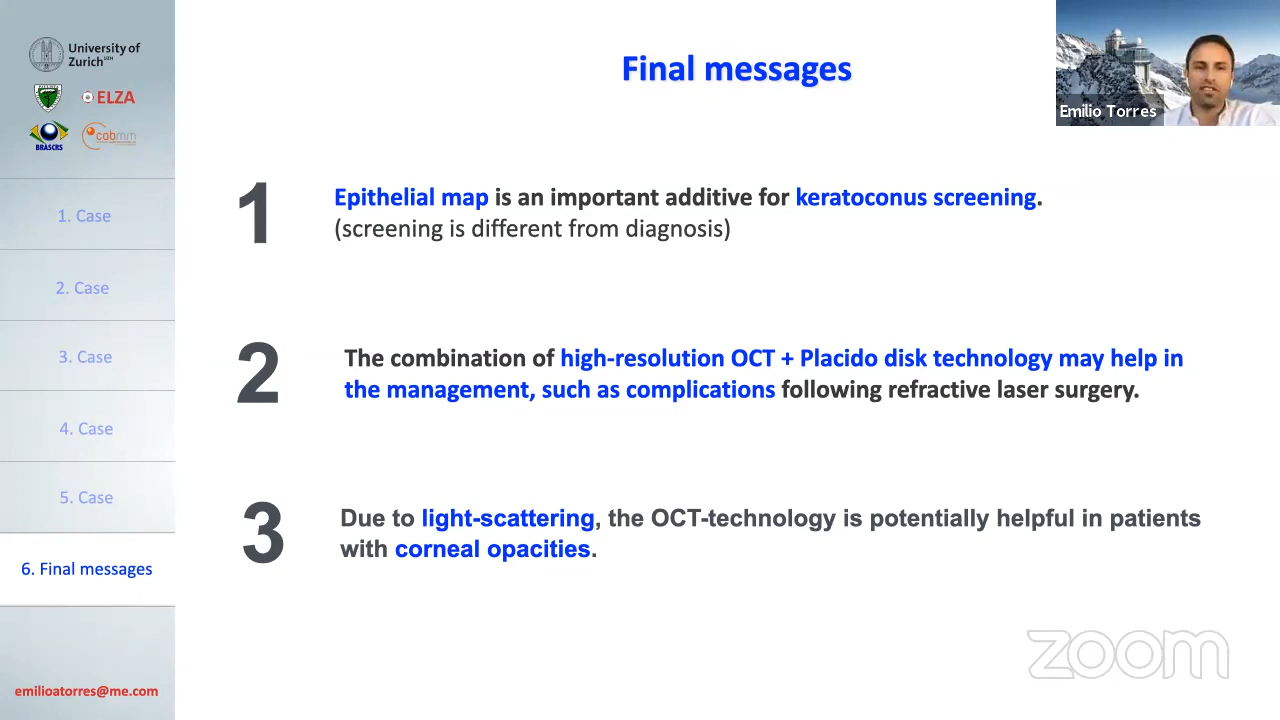 University of
Zurich UZH
ELZA
BRASCRS
cabmm
1. Case
2. Case
3. Case
4. Case
5. Case
6. Final messages
emilioatorres@me.com
Final messages
Emilio Torres
1
Epithelial map is an important additive for keratoconus screening.
(screening is different from diagnosis)
2
The combination of high-resolution OCT + Placido disk technology may help in
the management, such as complications following refractive laser surgery.
3
Due to light-scattering, the OCT-technology is potentially helpful in patients
with corneal opacities.
zoom